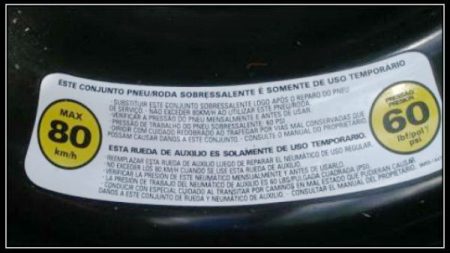 ESTE CONJUNTO PNEU/RODA SOBRESSALENTE É SOMENTE DE USO TEMPORÁRIO
· SUBSTITUIR ESTE CONJUNTO SOBRESSALENTE LOGO APÓS O REPARO DO PNEU
DE SERVIÇO. · NÃO EXCEDER 80KM/H AO UTILIZAR ESTE PNEU/RODA.
· VERIFICAR A PRESSÃO DO PNEU MENSALMENTE E ANTES DE USAR.
· PRESSÃO DE TRABALHO DO PNEU SOBRESSALENTE: 60 PSI
· DIRIGIR COM CUIDADO REDOBRADO AO TRAFEGAR POR VIAS MAL CONSERVADAS QUE
POSSAM CAUSAR DANOS A ESTE CONJUNTO · CONSULTAR O MANUAL DO PROPRIETÁRIO.
MAX
80
km/h
PRESSÃO
PRESIÓN
60
lbf/pol²
psi
ESTA RUEDA DE AUXILIO ES SOLAMENTE DE USO TEMPORARIO.
REEMPLAZAR ESTA RUEDA DE AUXILIO LUEGO DE REPARAR EL NEUMÁTICO DE USO REGULAR.
· NO EXCEDER LOS 80 KM/H CUANDO SE USE ESTA RUEDA DE AUXILIO.
· VERIFICAR LA PRESIÓN DE ESTE NEUMÁTICO MENSUALMENTE Y ANTES DE USARLO.
· LA PRESIÓN DE TRABAJO DEL NEUMÁTICO DE AUXILIO ES 60 LBS/PULGADA CUADRADA (PSI).
· CONDUCIR CON ESPECIAL CUIDADO AL TRANSITAR POR CAMINOS EN MAL ESTADO QUE PUDIERAN CAUSAR
DAÑOS A ESTE CONJUNTO DE RUEDA Y NEUMÁTICO DE AUXILIO. · CONSULTAR EL MANUAL DEL PROPIETARIO.